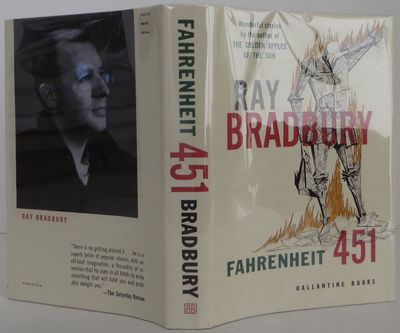 RAY BRADBURY
"There is no getting around it . . . he is a
superb teller of popular stories, with an
off-beat imagination, a fecundity of in-
vention that he uses in all fields to write
something that will hold you and prob-
ably delight you."
—The Saturday Review
FAHRENHEIT 451 BRADBURY
BB
Wonderful stories
by the author of
THE GOLDEN APPLES
OF THE SUN
RAY
BRADBURY
FAHRENHEIT 451
BALLANTINE BOOKS